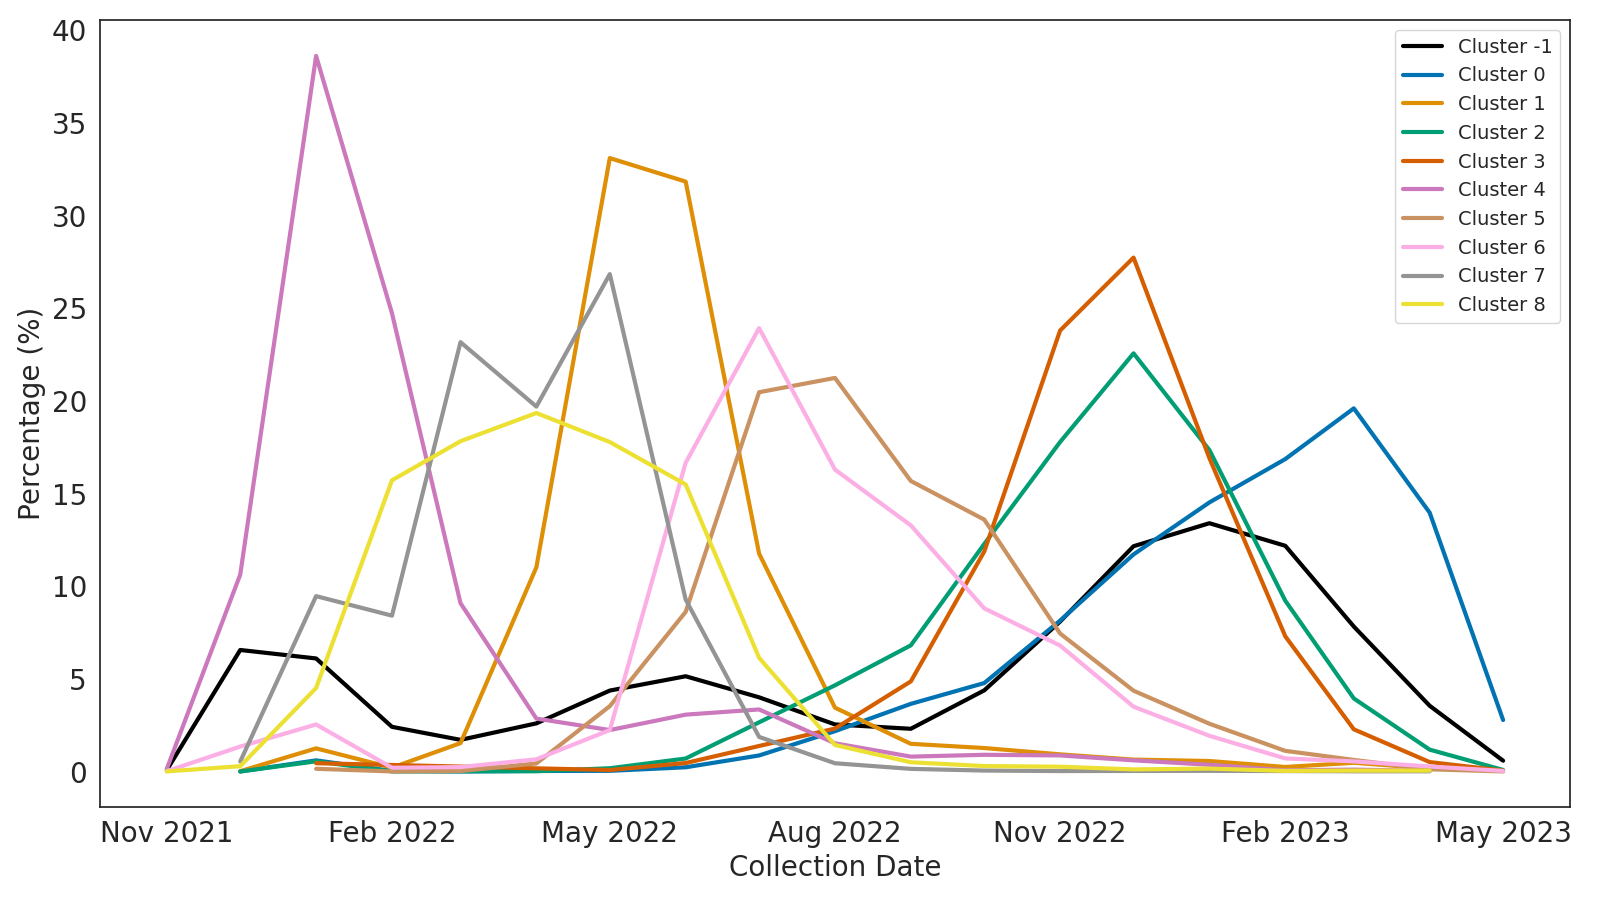 40
35
30
25
20
15
10
5
0
Percentage (%)
Nov 2021
Feb 2022
May 2022
Aug 2022
Nov 2022
Feb 2023
May 2023
Collection Date
Cluster -1
Cluster 0
Cluster 1
Cluster 2
Cluster 3
Cluster 4
Cluster 5
Cluster 6
Cluster 7
Cluster 8